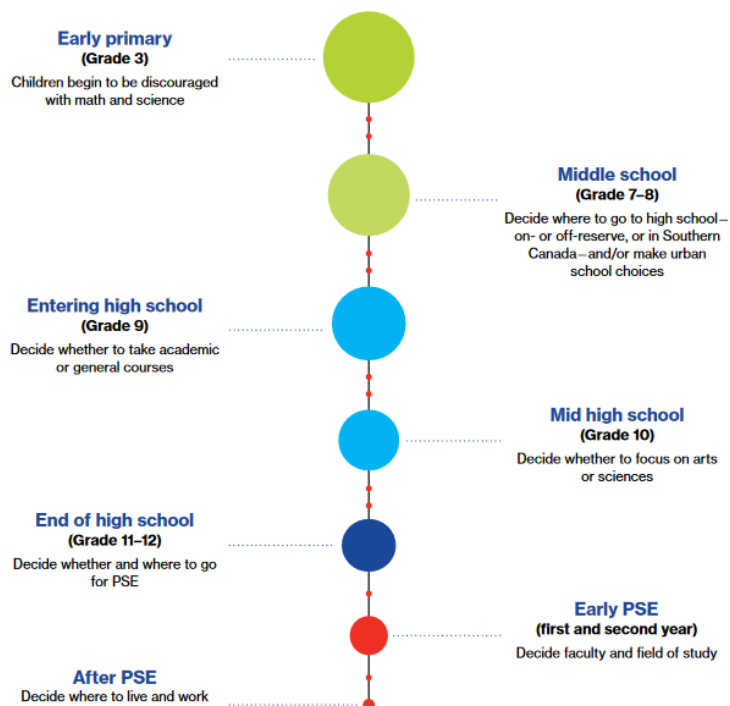 Early primary
(Grade 3)
Children begin to be discouraged
with math and science
Middle school
(Grade 7–8)
Decide where to go to high school–
on- or off-reserve, or in Southern
Canada–and/or make urban
school choices
Entering high school
(Grade 9)
Decide whether to take academic
or general courses
Mid high school
(Grade 10)
Decide whether to focus on arts
or sciences
End of high school
(Grade 11–12)
Decide whether and where to go
for PSE
Early PSE
(first and second year)
Decide faculty and field of study
After PSE
Decide where to live and work